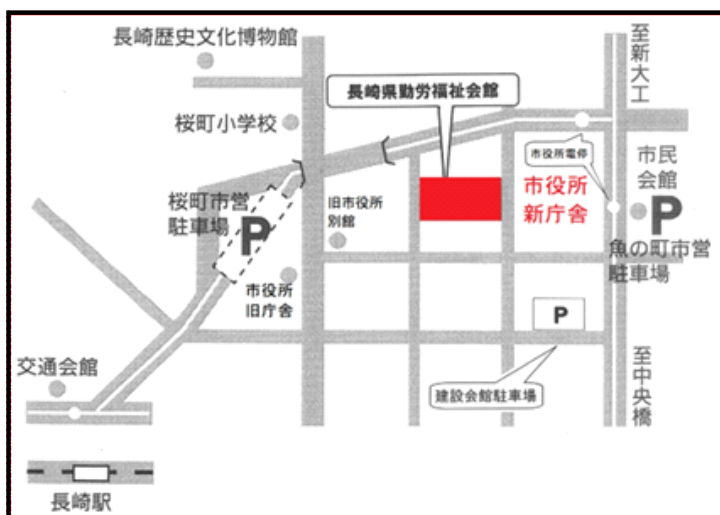 長崎歴史文化博物館
至新大工
長崎県勤労福祉会館
桜町小学校
市役所電停
市民
会館
桜町市営
駐車場
P
旧市役所
別館
市役所
新庁舎
P
魚の町市営
駐車場
市役所
旧庁舎
P
交通会館
至中央橋
建設会館駐車場
長崎駅